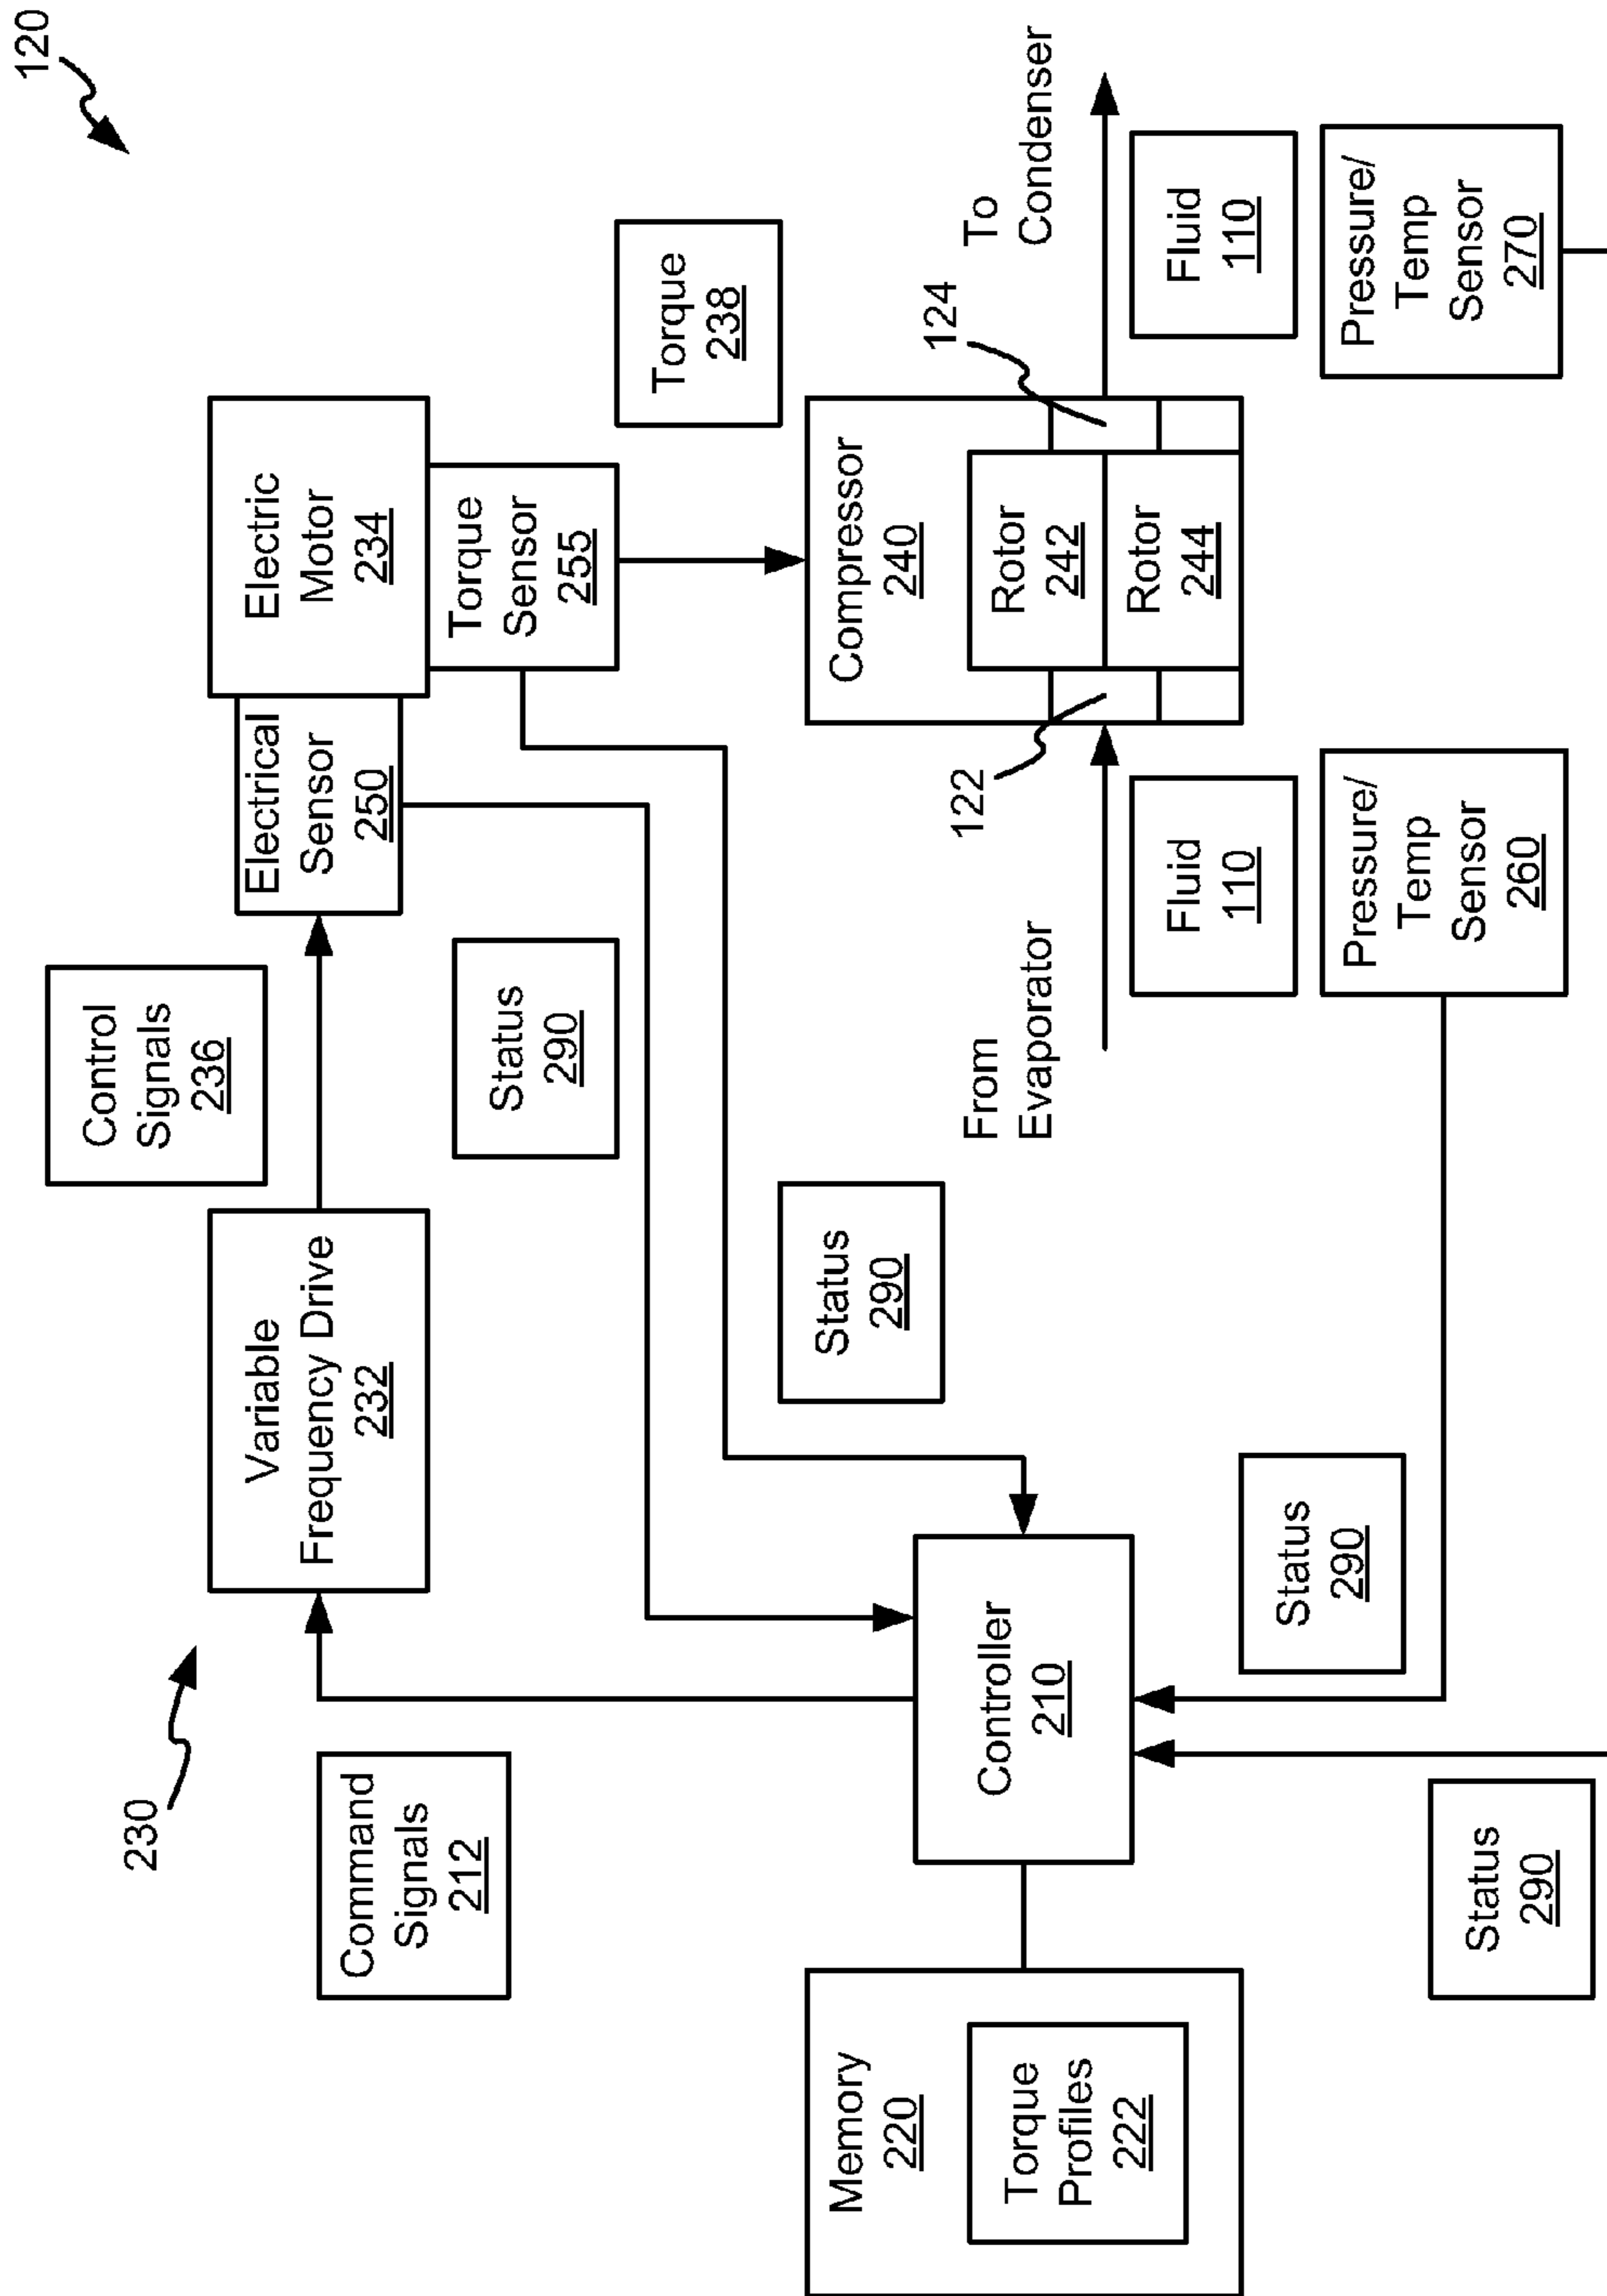 120
230
Command
Signals
212
Variable
Frequency Drive
232
Control
Signals
236
Electrical
Sensor
250
Electric
Motor
234
Torque
Sensor
255
Torque
238
Status
290
Status
290
Memory
220
Torque
Profiles
222
Controller
210
Compressor
240
Rotor
242
Rotor
244
122
124
From
Evaporator
To
Condenser
Fluid
110
Fluid
110
Pressure/
Temp
Sensor
260
Pressure/
Temp
Sensor
270
Status
290
Status
290